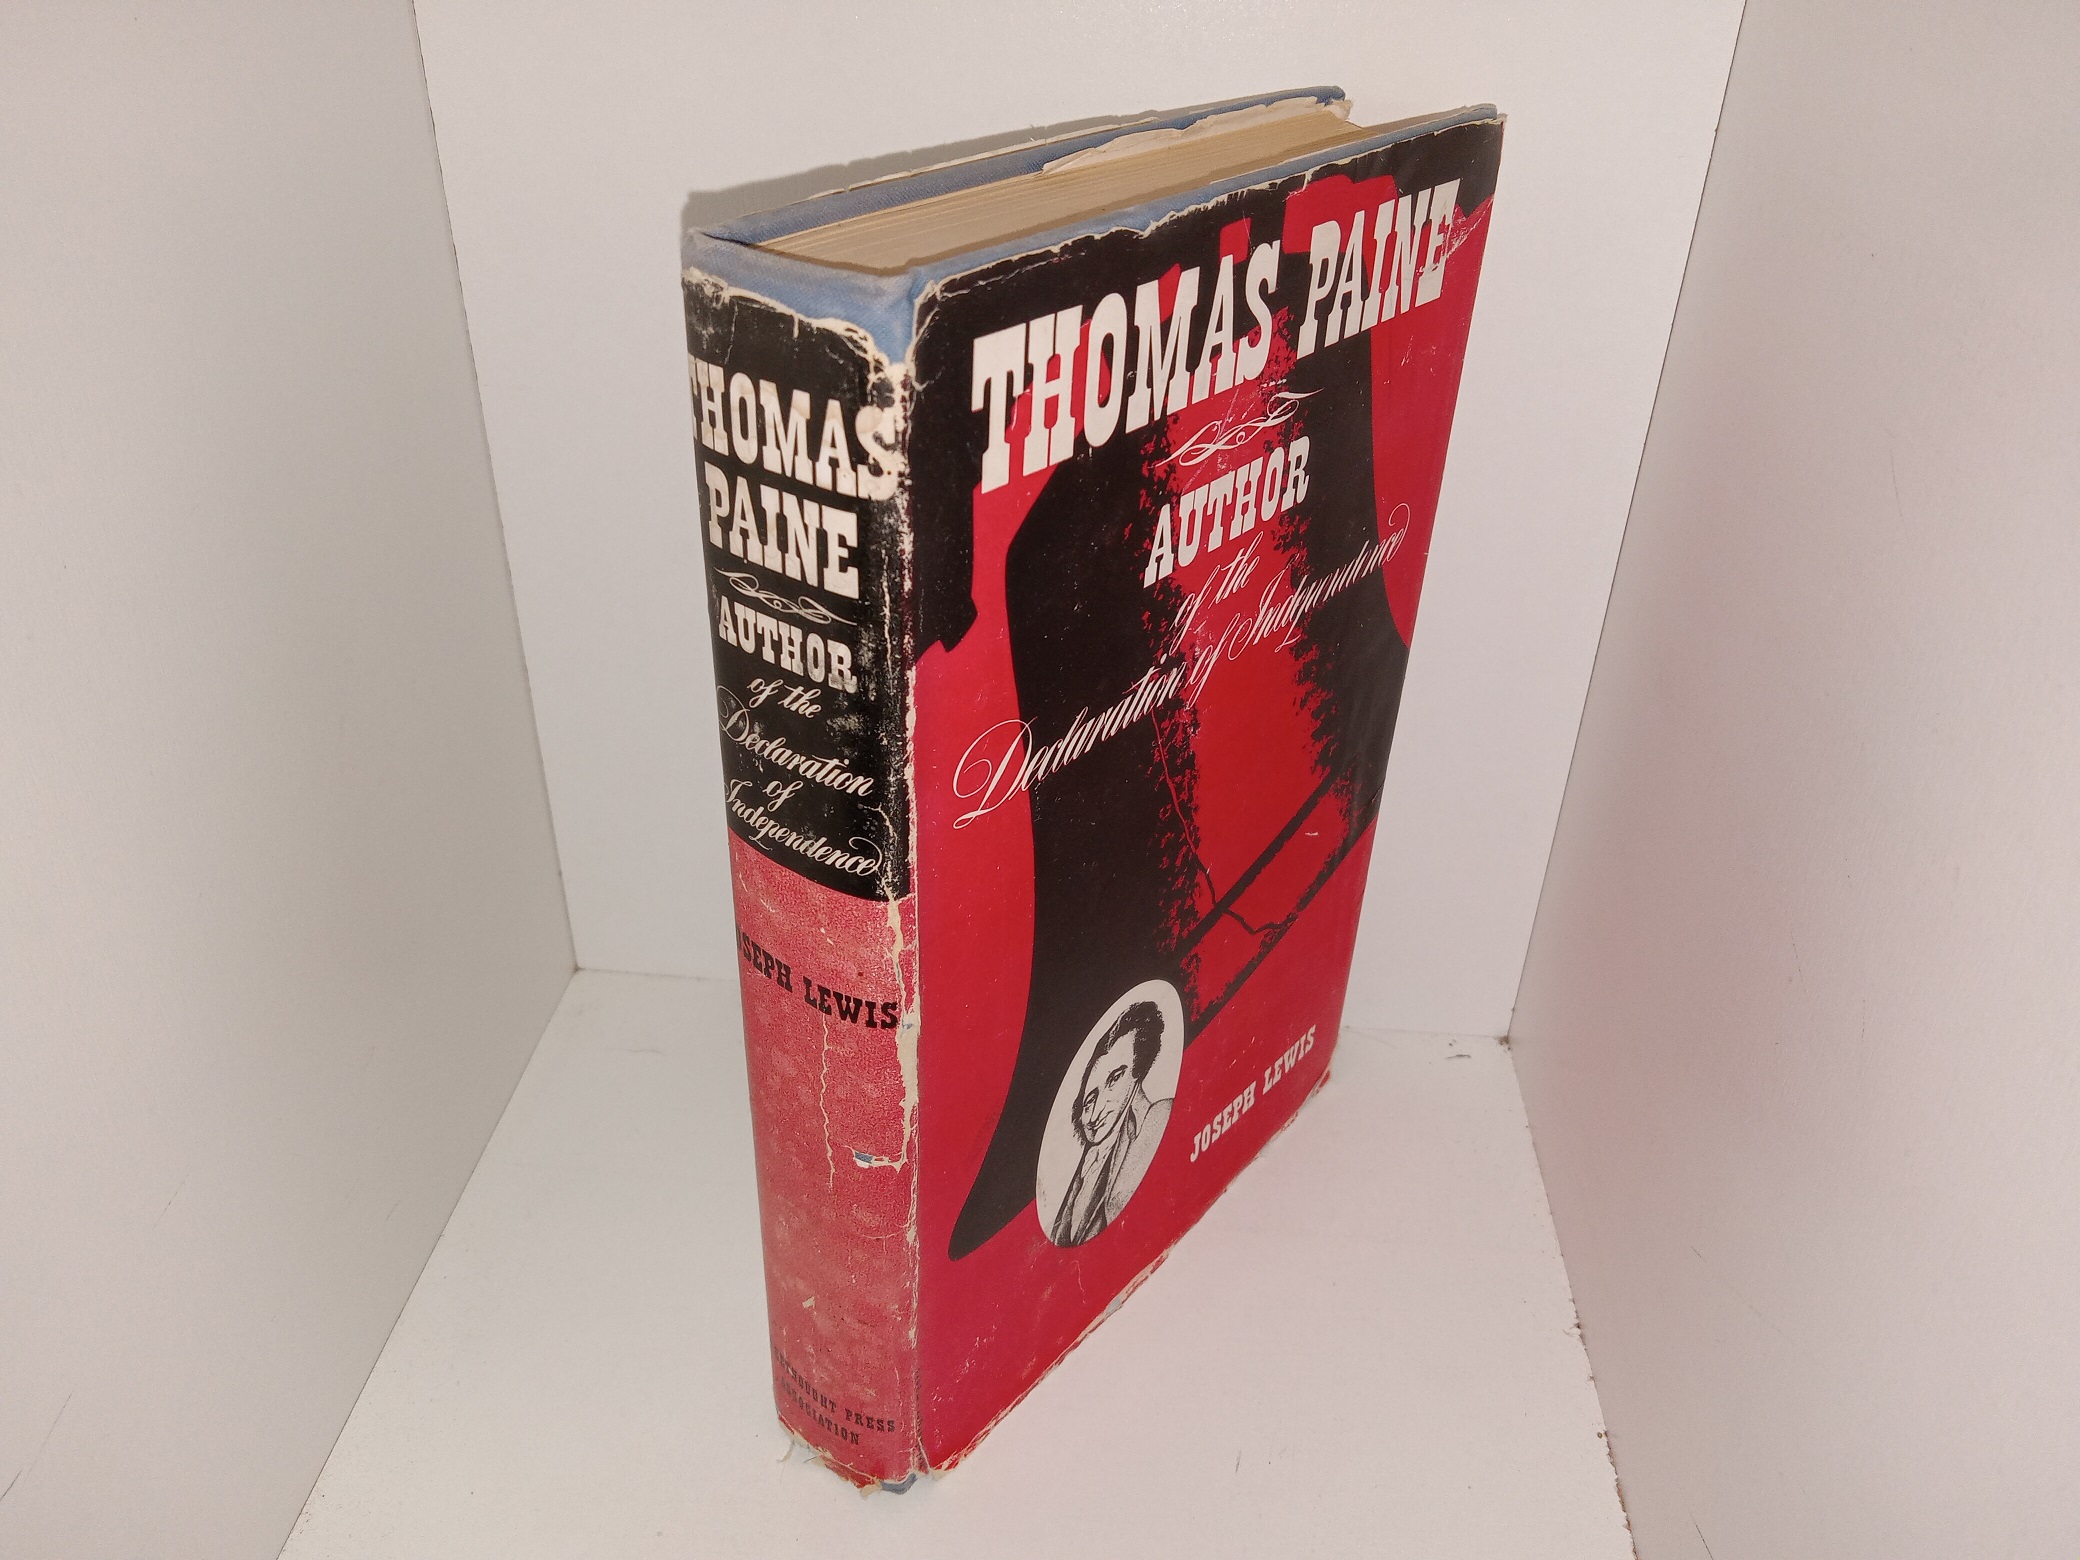 THOMAS
PAINE
AUTHOR
of the
Declaration
of
Independence
JOSEPH LEWIS
PRESS
ASSOCIATION
THOMAS PAINE
AUTHOR
of the
Declaration of Independence
JOSEPH LEWIS